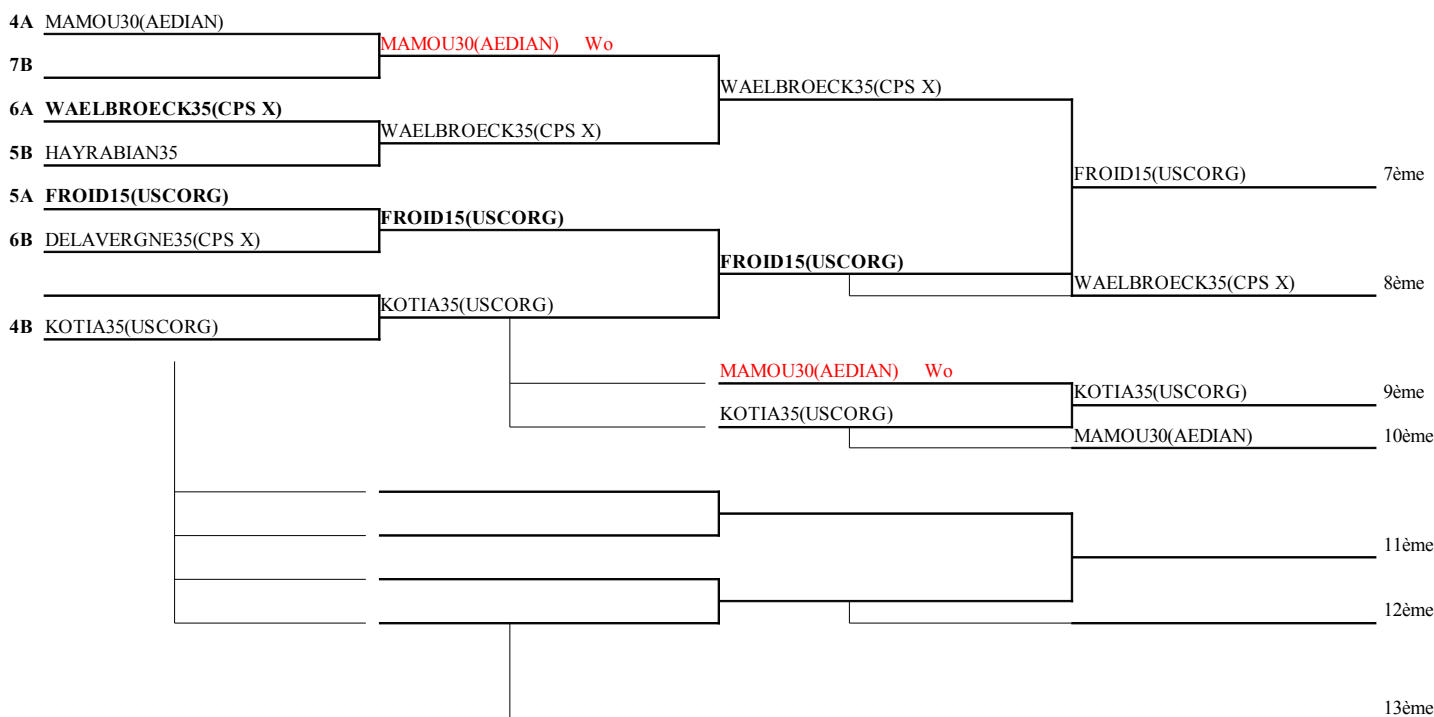 4A MAMOU30(AEDIAN)
MAMOU30(AEDIAN) Wo
7B
WAELBROECK35(CPS X)
6A WAELBROECK35(CPS X)
WAELBROECK35(CPS X)
5B HAYRABIAN35
FROID15(USCORG) 7ème
5A FROID15(USCORG)
FROID15(USCORG)
6B DELAVERGNE35(CPS X)
FROID15(USCORG)
WAELBROECK35(CPS X) 8ème
KOTIA35(USCORG)
4B KOTIA35(USCORG)
MAMOU30(AEDIAN) Wo
KOTIA35(USCORG) 9ème
KOTIA35(USCORG)
MAMOU30(AEDIAN) 10ème
11ème
12ème
13ème